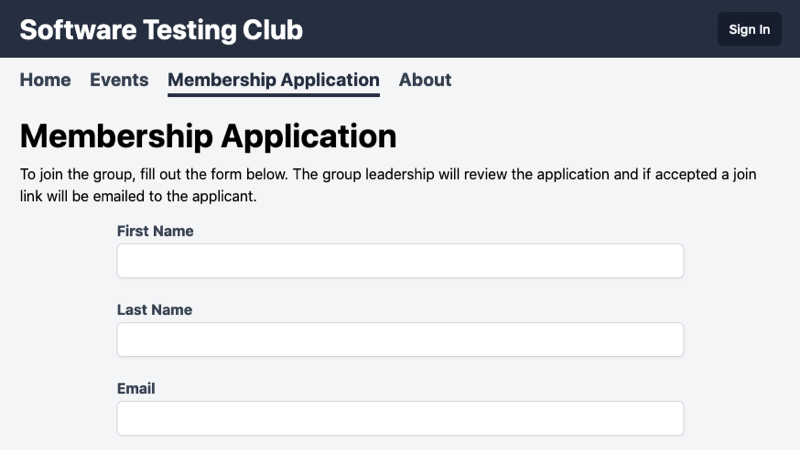 Software Testing Club
Sign In
Home Events Membership Application About
Membership Application
To join the group, fill out the form below. The group leadership will review the application and if accepted a join
link will be emailed to the applicant.
First Name
Last Name
Email